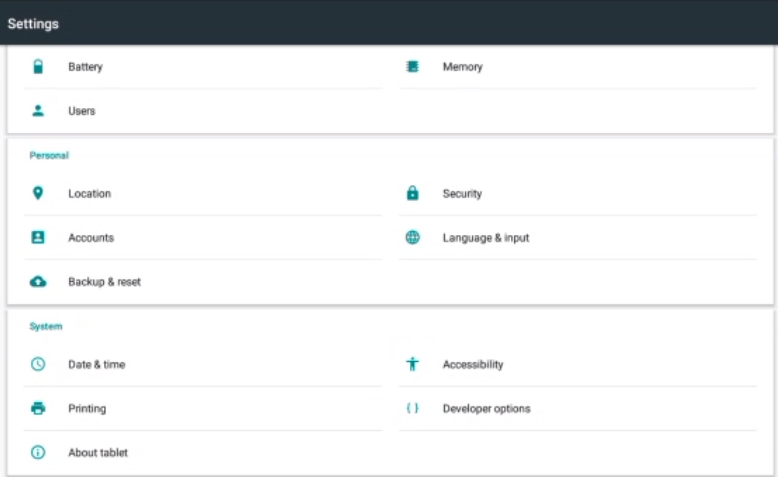 Settings
Battery
Memory
Users
Personal
Location
Security
Accounts
Language & input
Backup & reset
System
Date & time
Accessibility
Printing
{ } Developer options
About tablet